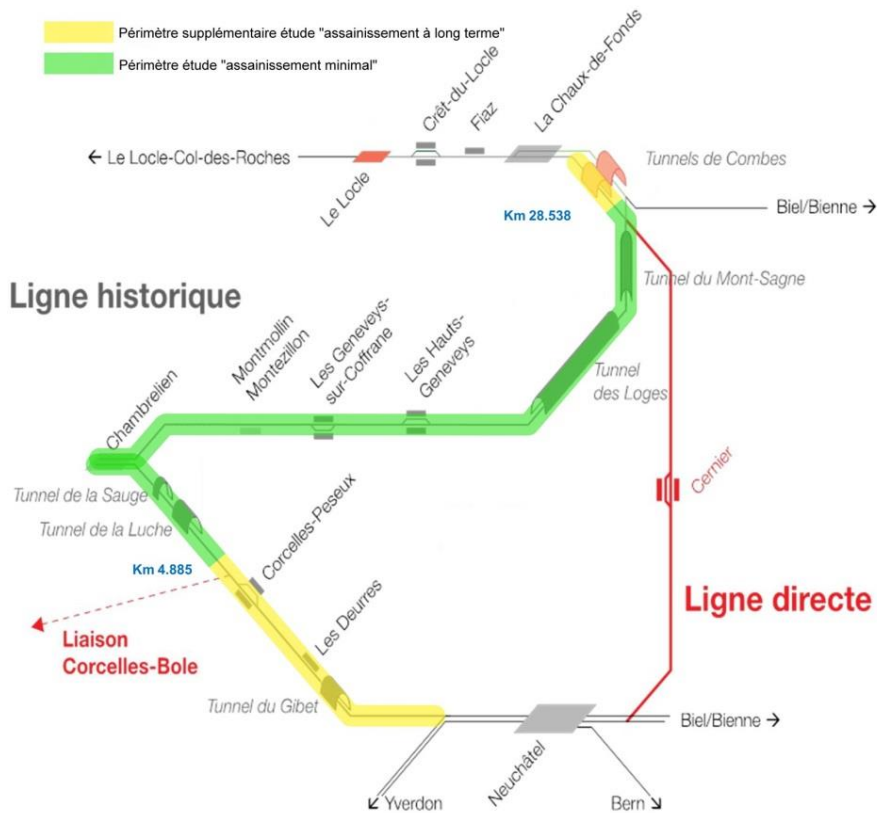 Périmètre supplémentaire étude "assainissement à long terme"
Périmètre étude "assainissement minimal"
← Le Locle-Col-des-Roches
Le Locle
Crêt-du-Locle
Fiaz
La Chaux-de-Fonds
Tunnels de Combes
Km 28.538
Biel/Bienne →
Tunnel du Mont-Sagne
Ligne historique
Montmollin
Montezillon
Les Geneveys-
sur-Coffrane
Les Hauts-
Geneveys
Tunnel
des Loges
Chambrelien
Cernier
Tunnel de la Sauge
Tunnel de la Luche
Corcelles-Peseux
Km 4.885
Les Deurres
Ligne directe
Liaison
Corcelles-Bole
Tunnel du Gibet
Neuchâtel
Biel/Bienne →
↙ Yverdon
Bern ↘